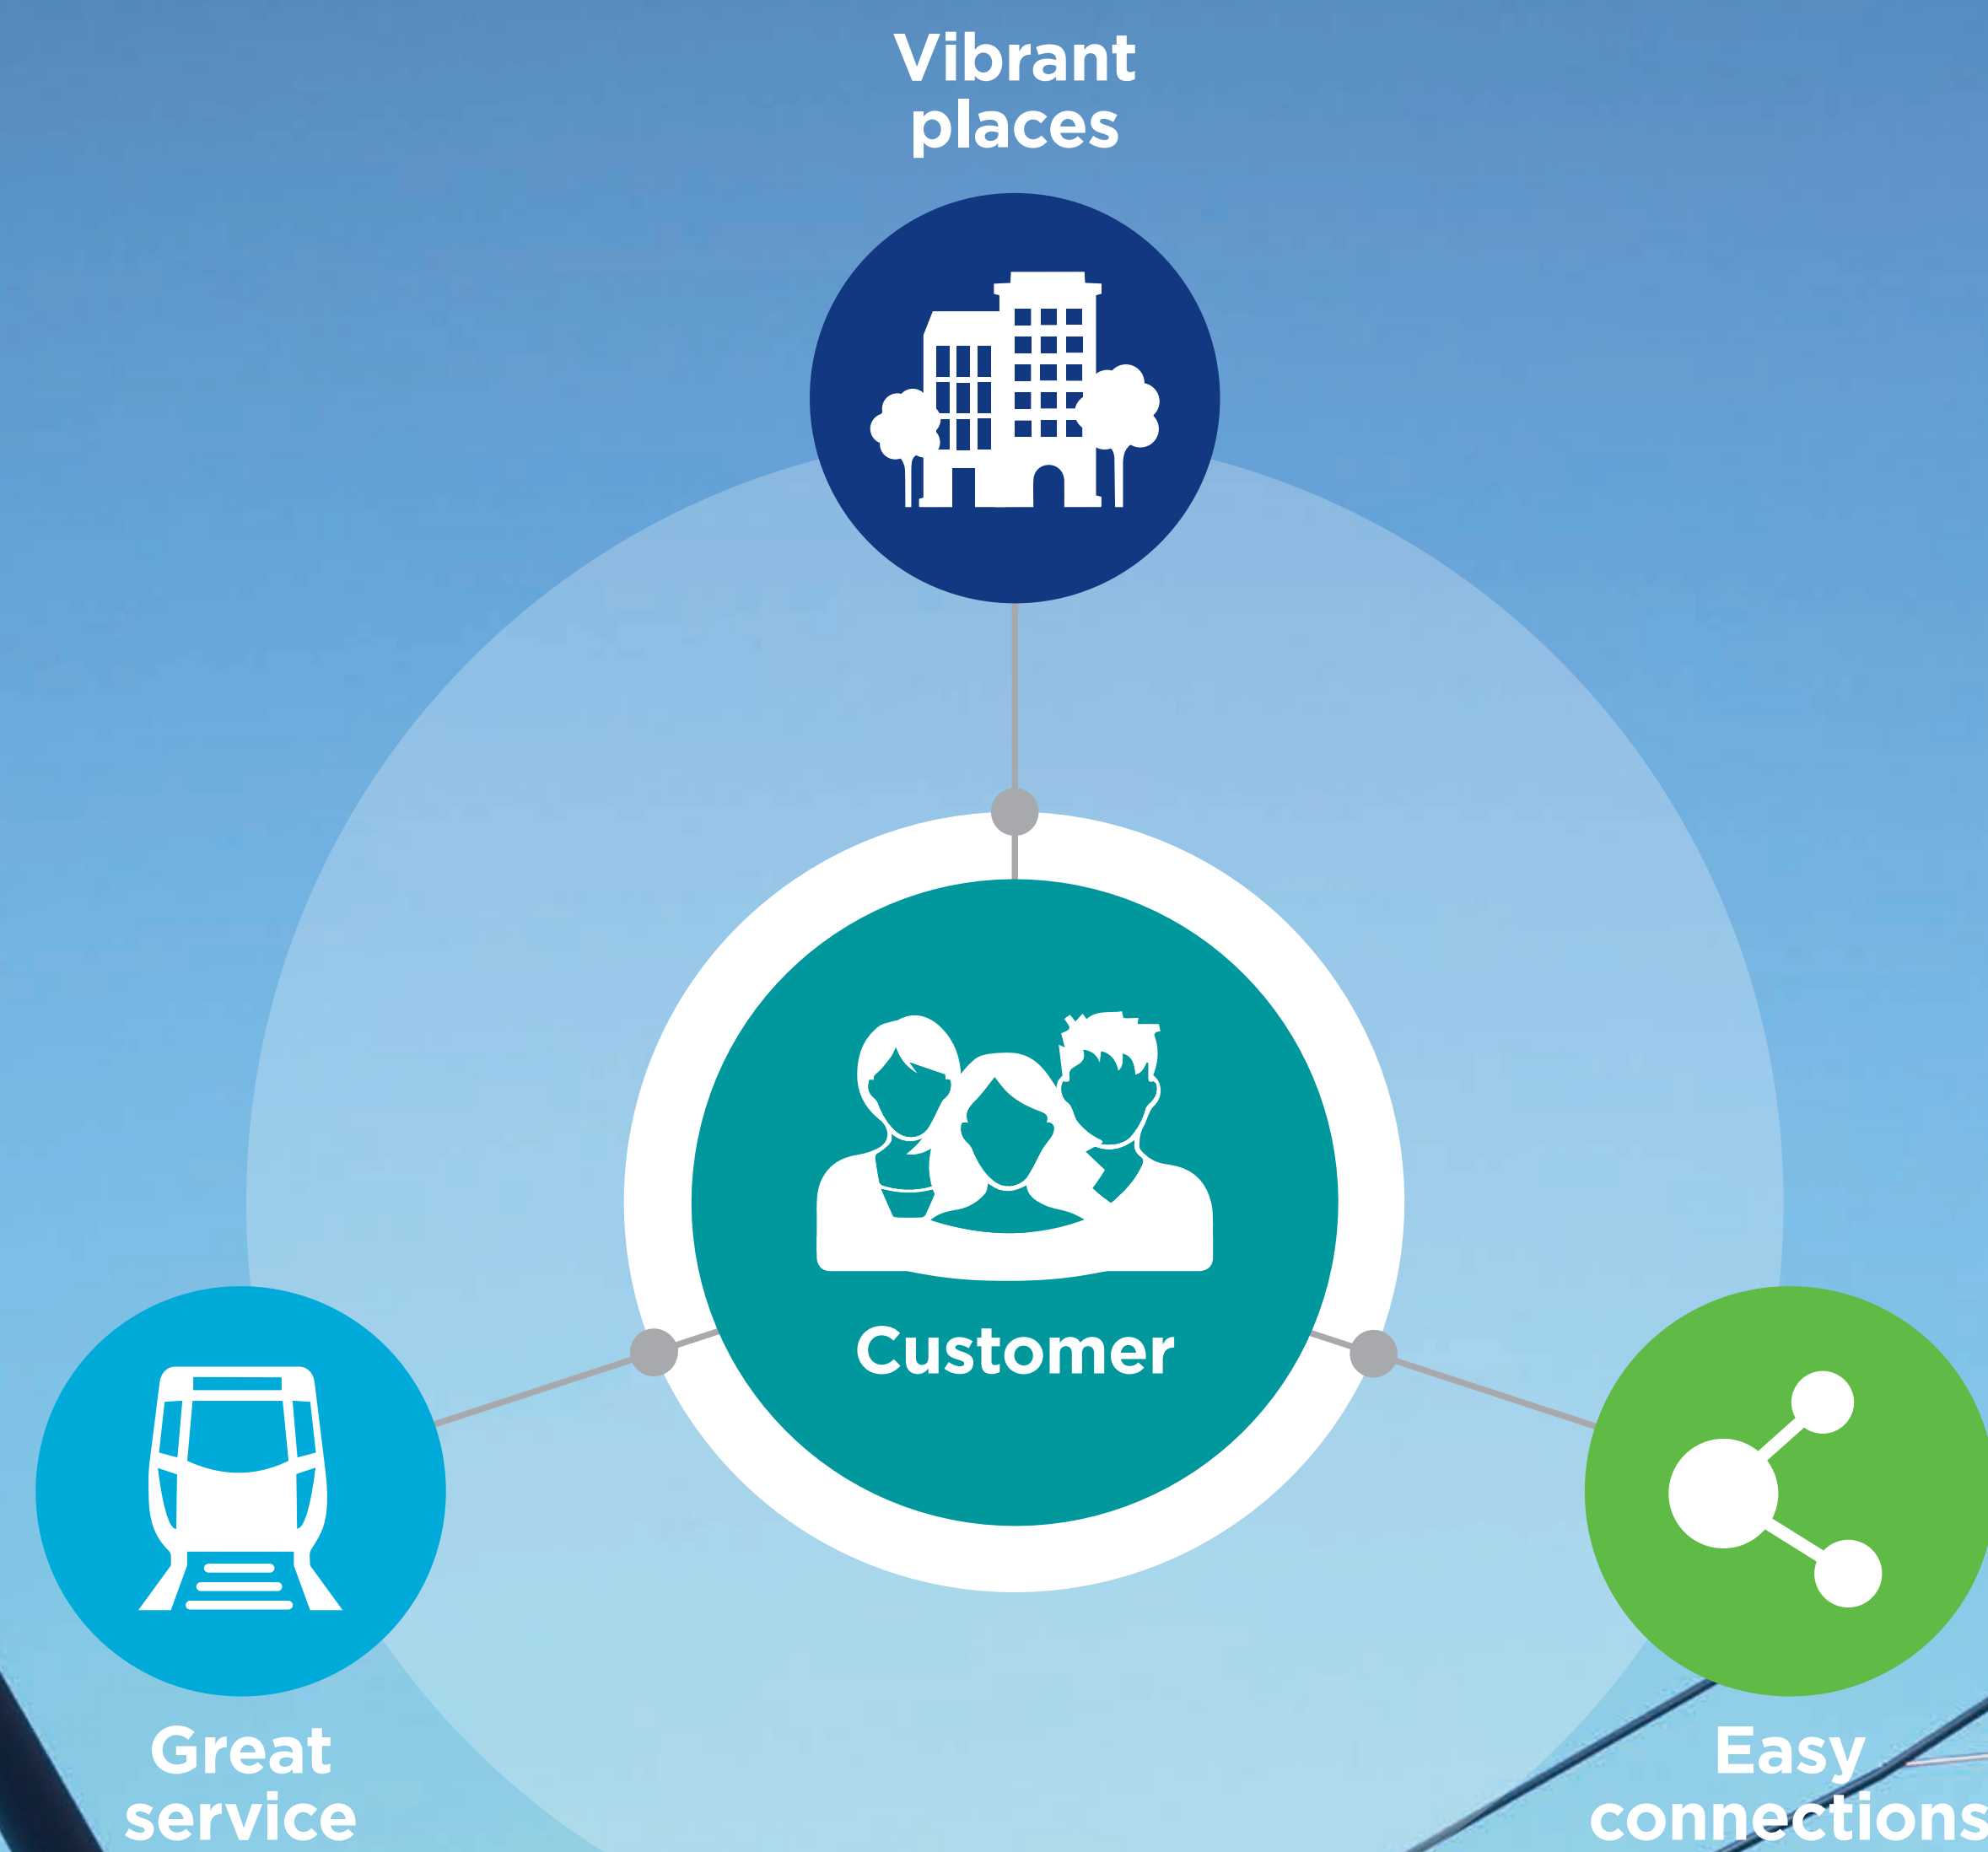 Vibrant
places
Customer
Great
service
Easy
connections